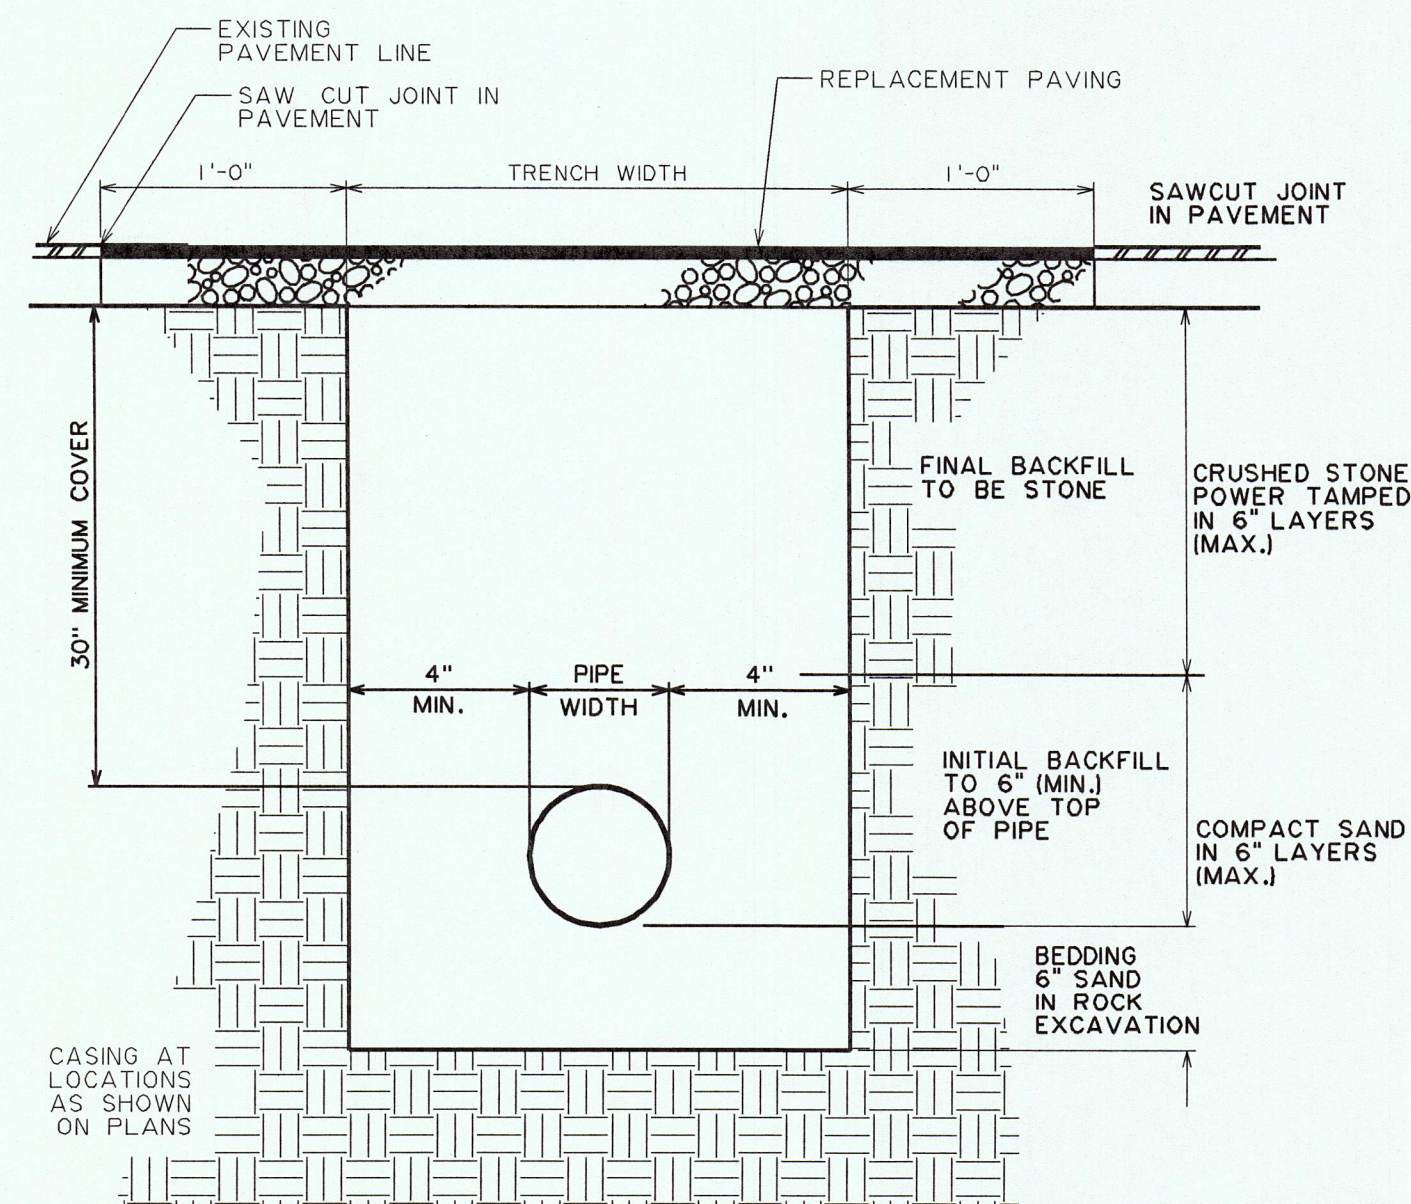 EXISTING
PAVEMENT LINE
SAW CUT JOINT IN
PAVEMENT
REPLACEMENT PAVING
1'-0"
TRENCH WIDTH
1'-0"
SAWCUT JOINT
IN PAVEMENT
30" MINIMUM COVER
FINAL BACKFILL
TO BE STONE
CRUSHED STONE
POWER TAMPED
IN 6" LAYERS
(MAX.)
4"
MIN.
PIPE
WIDTH
4"
MIN.
INITIAL BACKFILL
TO 6" (MIN.)
ABOVE TOP
OF PIPE
COMPACT SAND
IN 6" LAYERS
(MAX.)
BEDDING
6" SAND
IN ROCK
EXCAVATION
CASING AT
LOCATIONS
AS SHOWN
ON PLANS